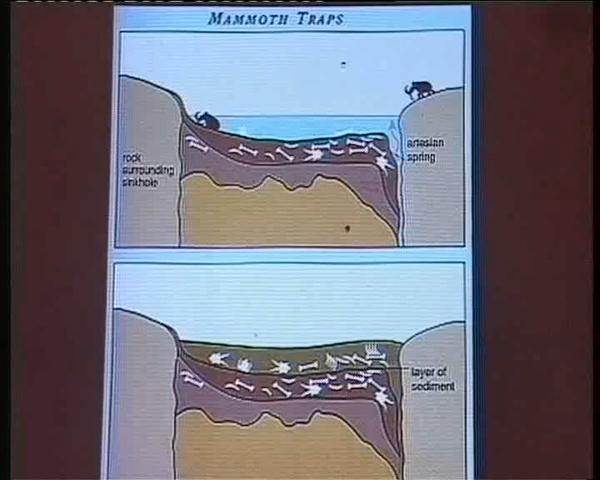 MAMMOTH TRAPS
rock
surrounding
sinkhole
artesian
spring
layer of
sediment